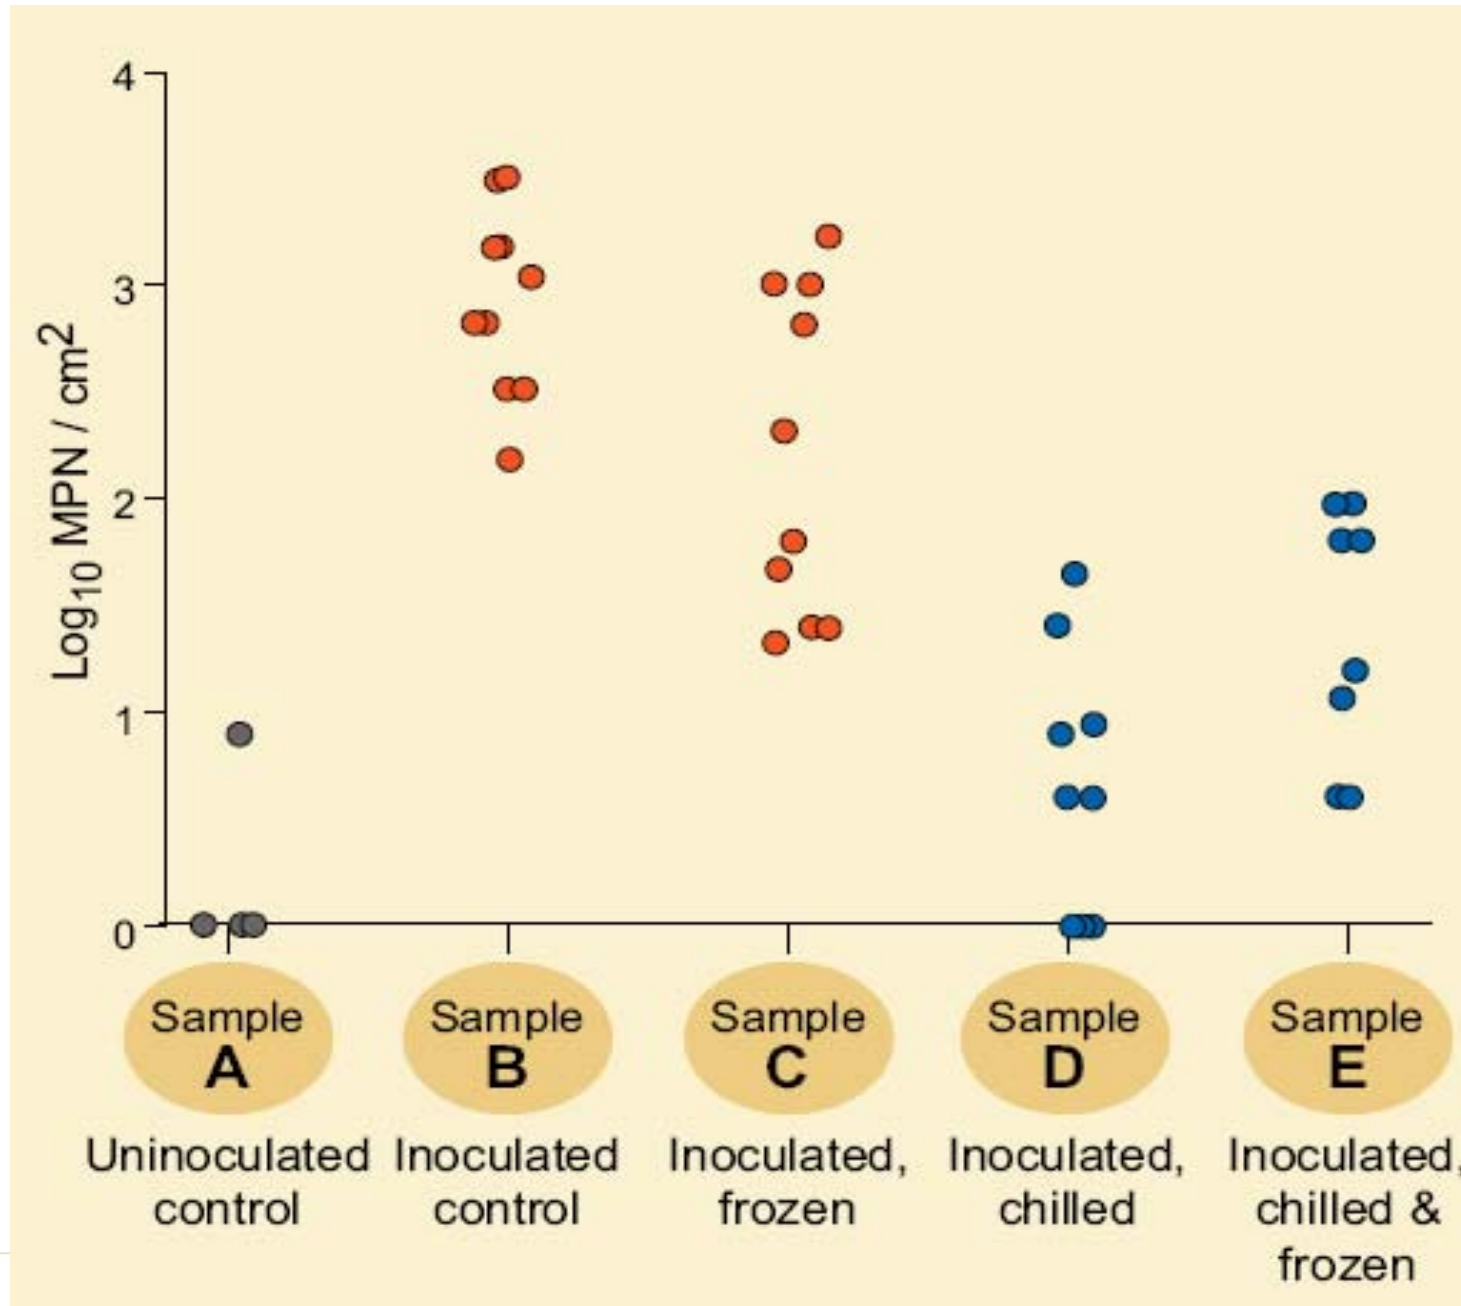 4
3
2
1
0
Log10 MPN / cm2
Sample
A
Uninoculated
control
Sample
B
Inoculated
control
Sample
C
Inoculated,
frozen
Sample
D
Inoculated,
chilled
Sample
E
Inoculated,
chilled &
frozen